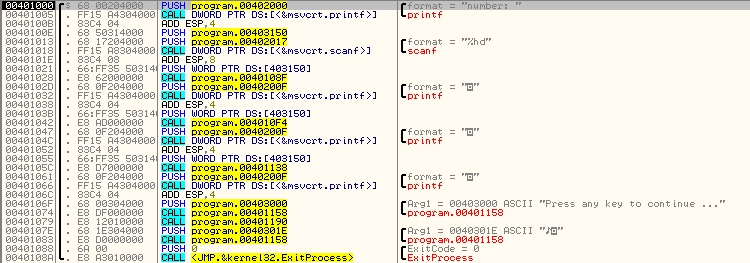 00401000 $ 68 00204000 PUSH program.00402000 format = "number: "
00401005 . FF15 A4304000 CALL DWORD PTR DS:[<&msvcrt.printf>] printf
0040100B . 83C4 04 ADD ESP,4
0040100E . 68 50314000 PUSH program.00403150
00401013 . 68 17204000 PUSH program.00402017 format = "%hd"
00401018 . FF15 A8304000 CALL DWORD PTR DS:[<&msvcrt.scanf>] scanf
0040101E . 83C4 08 ADD ESP,8
00401021 . 66:FF35 50314 PUSH WORD PTR DS:[403150]
00401028 . E8 62000000 CALL program.0040108F
0040102D . 68 0F204000 PUSH program.0040200F format = "◙"
00401032 . FF15 A4304000 CALL DWORD PTR DS:[<&msvcrt.printf>] printf
00401038 . 83C4 04 ADD ESP,4
0040103B . 66:FF35 50314 PUSH WORD PTR DS:[403150]
00401042 . E8 AD000000 CALL program.004010F4
00401047 . 68 0F204000 PUSH program.0040200F format = "◙"
0040104C . FF15 A4304000 CALL DWORD PTR DS:[<&msvcrt.printf>] printf
00401052 . 83C4 04 ADD ESP,4
00401055 . 66:FF35 50314 PUSH WORD PTR DS:[403150]
0040105C . E8 D7000000 CALL program.00401138
00401061 . 68 0F204000 PUSH program.0040200F format = "◙"
00401066 . FF15 A4304000 CALL DWORD PTR DS:[<&msvcrt.printf>] printf
0040106C . 83C4 04 ADD ESP,4
0040106F . 68 00304000 PUSH program.00403000 Arg1 = 00403000 ASCII "Press any key to continue ..."
00401074 . E8 DF000000 CALL program.00401158 program.00401158
00401079 . E8 12010000 CALL program.00401190
0040107E . 68 1E304000 PUSH program.0040301E Arg1 = 0040301E ASCII "♪◙"
00401083 . E8 D0000000 CALL program.00401158 program.00401158
00401088 . 6A 00 PUSH 0 ExitCode = 0
0040108A . E8 A3010000 CALL <JMP.&kernel32.ExitProcess> ExitProcess